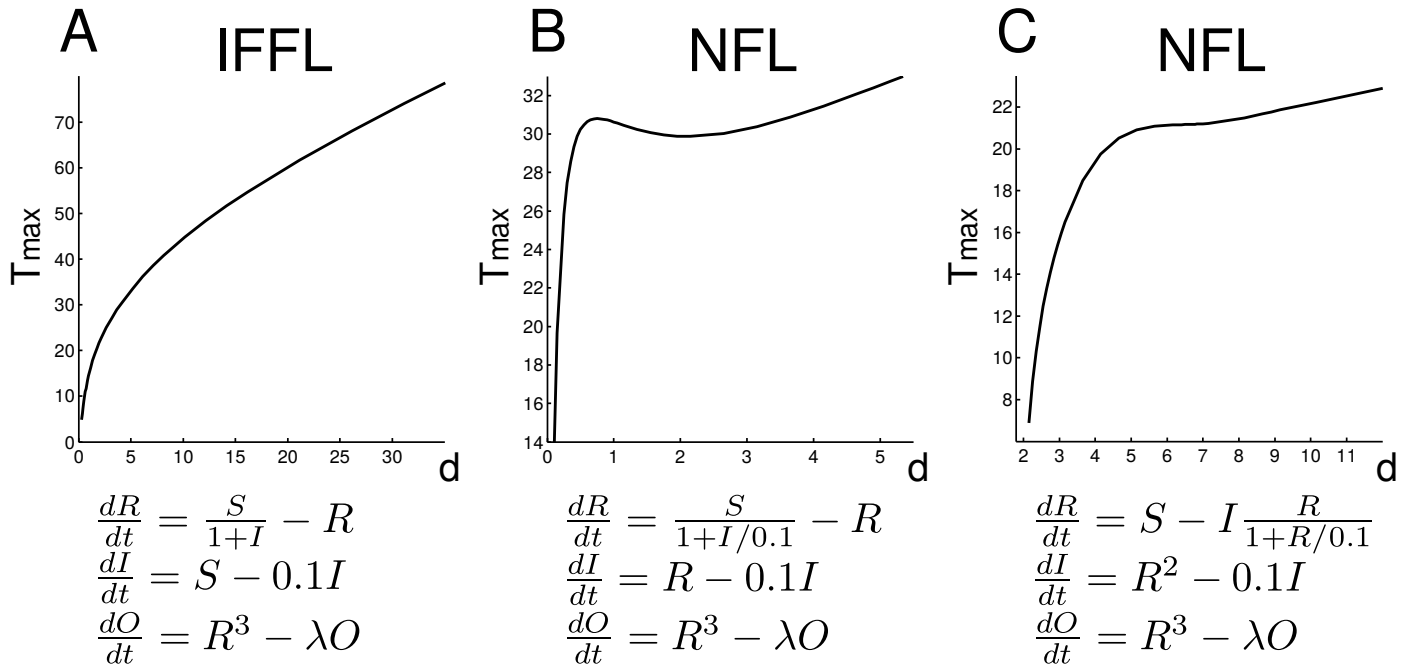 A
IFFL
Tmax
70
60
50
40
30
20
10
0
0 5 10 15 20 25 30
d
dR/dt = S/(1+I) − R
dI/dt = S − 0.1I
dO/dt = R³ − λO
B
NFL
Tmax
32
30
28
26
24
22
20
18
16
14
0 1 2 3 4 5
d
dR/dt = S/(1+I/0.1) − R
dI/dt = R − 0.1I
dO/dt = R³ − λO
C
NFL
Tmax
22
20
18
16
14
12
10
8
2 3 4 5 6 7 8 9 10 11
d
dR/dt = S − I R/(1+R/0.1)
dI/dt = R² − 0.1I
dO/dt = R³ − λO